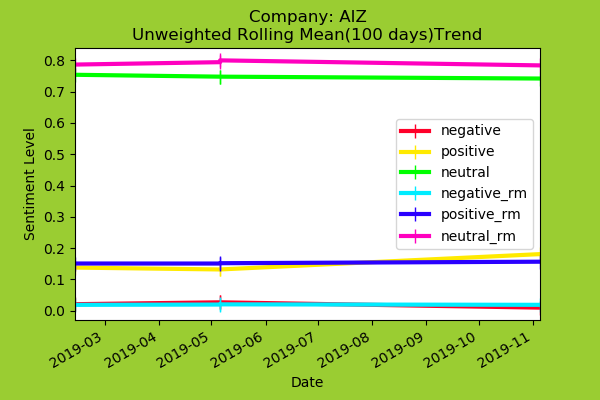 Company: AIZ
Unweighted Rolling Mean(100 days)Trend
Sentiment Level
0.8
0.7
0.6
0.5
0.4
0.3
0.2
0.1
0.0
negative
positive
neutral
negative_rm
positive_rm
neutral_rm
2019-03
2019-04
2019-05
2019-06
2019-07
2019-08
2019-09
2019-10
2019-11
Date